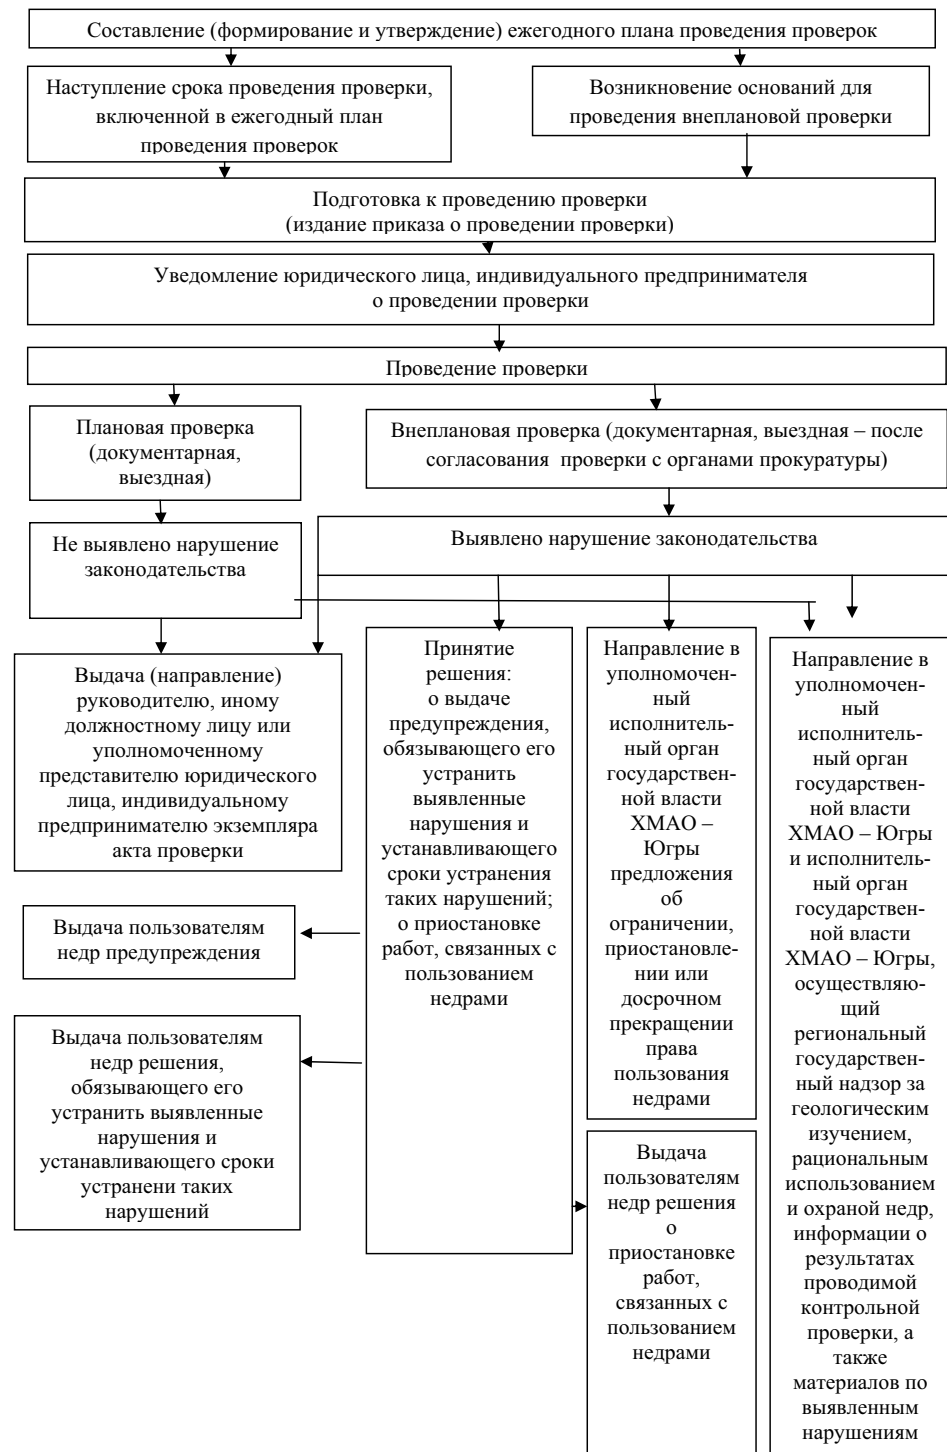 Составление (формирование и утверждение) ежегодного плана проведения проверок
Наступление срока проведения проверки,
включенной в ежегодный план
проведения проверок
Возникновение оснований для
проведения внеплановой проверки
Подготовка к проведению проверки
(издание приказа о проведении проверки)
Уведомление юридического лица, индивидуального предпринимателя
о проведении проверки
Проведение проверки
Плановая проверка
(документарная,
выездная)
Внеплановая проверка (документарная, выездная – после
согласования проверки с органами прокуратуры)
Не выявлено нарушение
законодательства
Выявлено нарушение законодательства
Выдача (направление)
руководителю, иному
должностному лицу или
уполномоченному
представителю юридического
лица, индивидуальному
предпринимателю экземпляра
акта проверки
Принятие
решения:
о выдаче
предупреждения,
обязывающего его
устранить
выявленные
нарушения и
устанавливающего
сроки устранения
таких нарушений;
о приостановке
работ, связанных с
пользованием
недрами
Направление в
уполномочен-
ный
исполнитель-
ный орган
государствен-
ной власти
ХМАО –
Югры
предложения
об
ограничении,
приостановле-
нии или
досрочном
прекращении
права
пользования
недрами
Направление в
уполномочен-
ный
исполнитель-
ный орган
государствен-
ной власти
ХМАО – Югры
и исполнитель-
ный орган
государствен-
ной власти
ХМАО – Югры,
осуществляю-
щий
региональный
государствен-
ный надзор за
геологическим
изучением,
рациональным
использованием
и охраной недр,
информации о
результатах
проводимой
контрольной
проверки, а
также
материалов по
выявленным
нарушениям
Выдача пользователям
недр предупреждения
Выдача пользователям
недр решения,
обязывающего его
устранить выявленные
нарушения и
устанавливающего сроки
устранени таких
нарушений
Выдача
пользователям
недр решения
о
приостановке
работ,
связанных с
пользованием
недрами